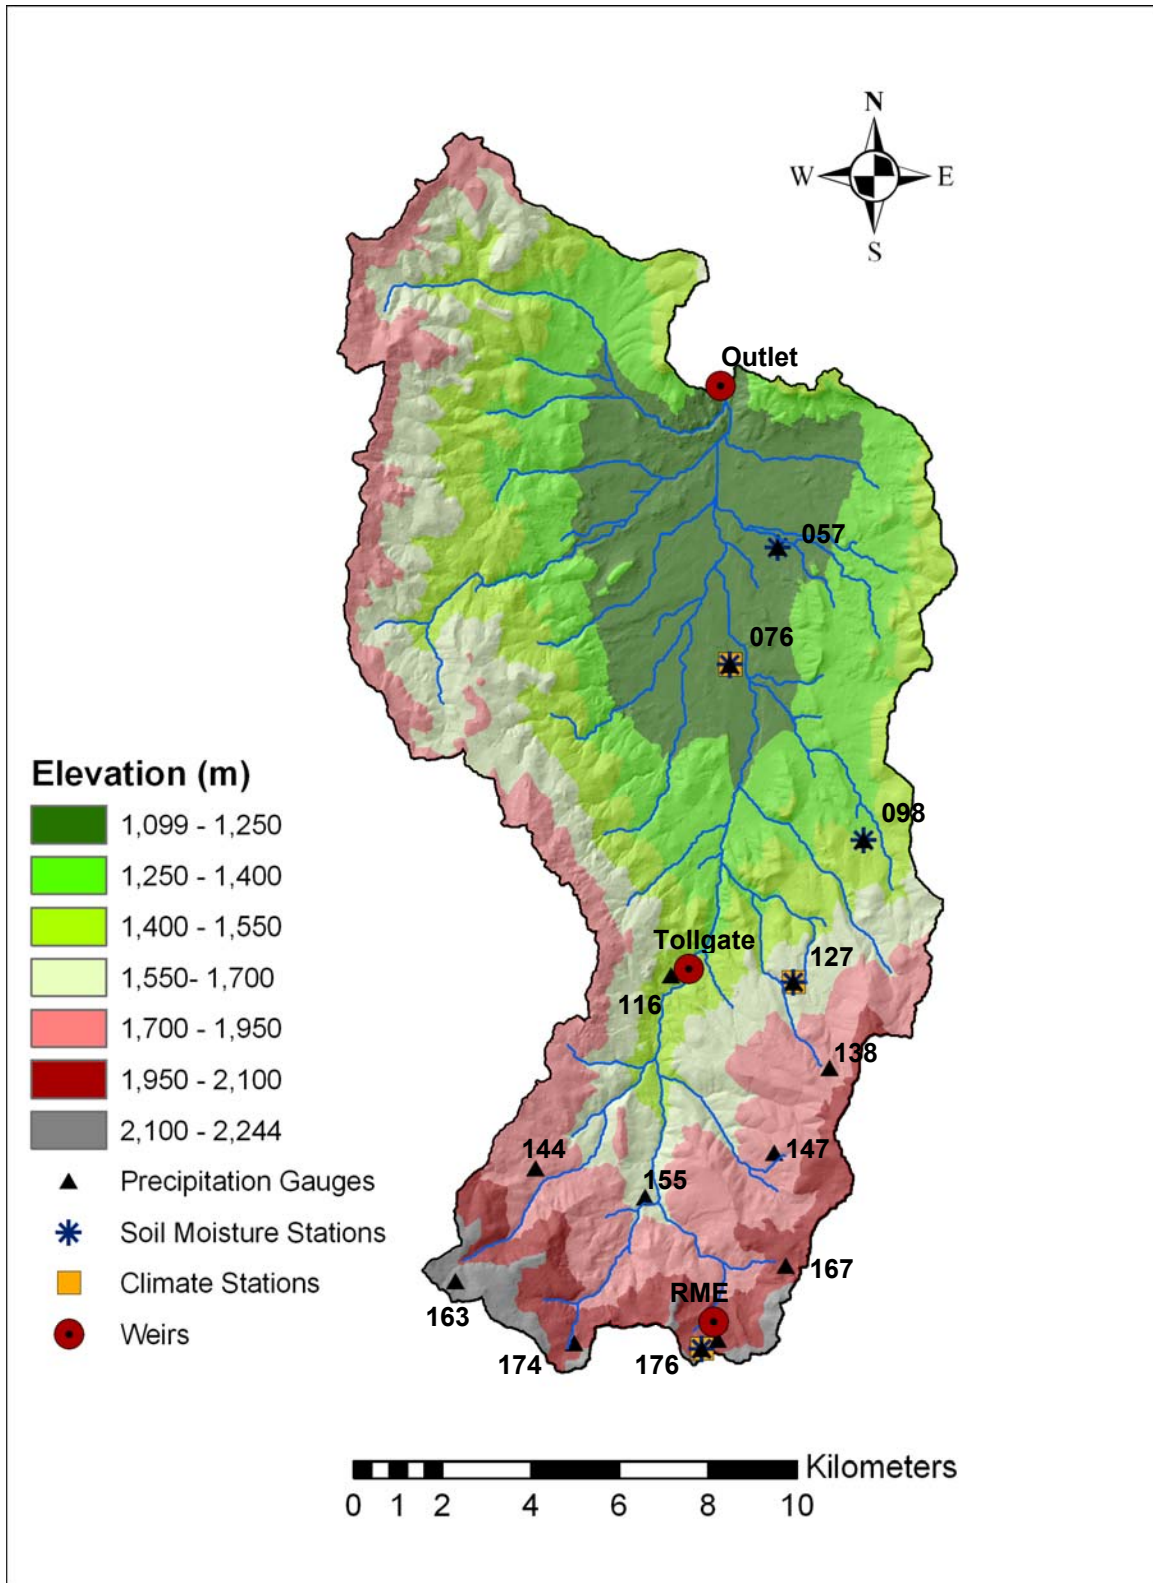 N
W E
S
Outlet
057
076
098
Tollgate
127
116
138
144
147
155
167
RME
163
174
176
Elevation (m)
1,099 - 1,250
1,250 - 1,400
1,400 - 1,550
1,550- 1,700
1,700 - 1,950
1,950 - 2,100
2,100 - 2,244
Precipitation Gauges
Soil Moisture Stations
Climate Stations
Weirs
Kilometers
0 1 2 4 6 8 10